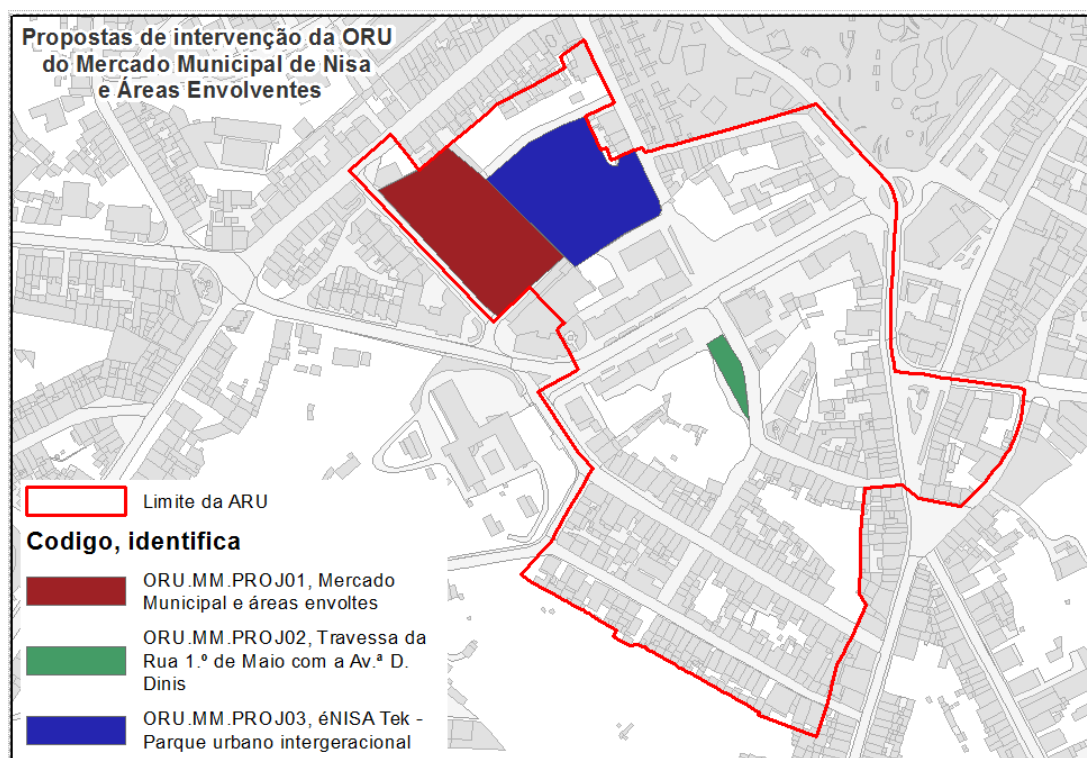 Propostas de intervenção da ORU
do Mercado Municipal de Nisa
e Áreas Envolventes
Limite da ARU
Codigo, identifica
ORU.MM.PROJ01, Mercado
Municipal e áreas envoltes
ORU.MM.PROJ02, Travessa da
Rua 1.º de Maio com a Av.ª D.
Dinis
ORU.MM.PROJ03, éNISA Tek -
Parque urbano intergeracional